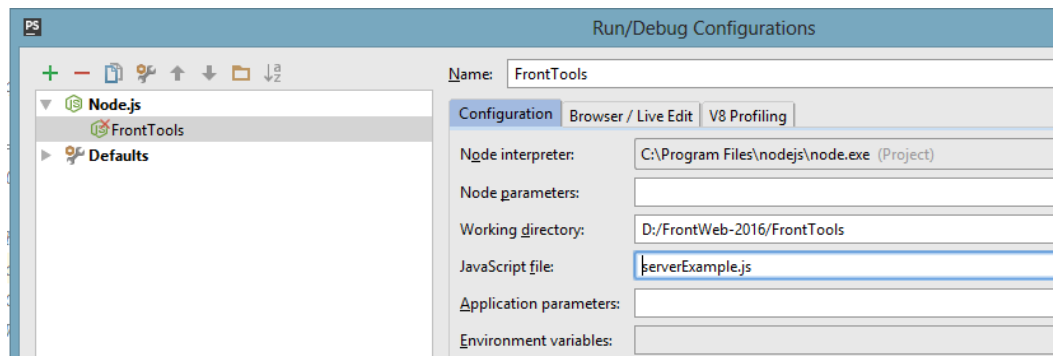 PS
Run/Debug Configurations
Name: FrontTools
Node.js
FrontTools
Defaults
Configuration Browser / Live Edit V8 Profiling
Node interpreter: C:\Program Files\nodejs\node.exe (Project)
Node parameters:
Working directory: D:/FrontWeb-2016/FrontTools
JavaScript file: serverExample.js
Application parameters:
Environment variables: